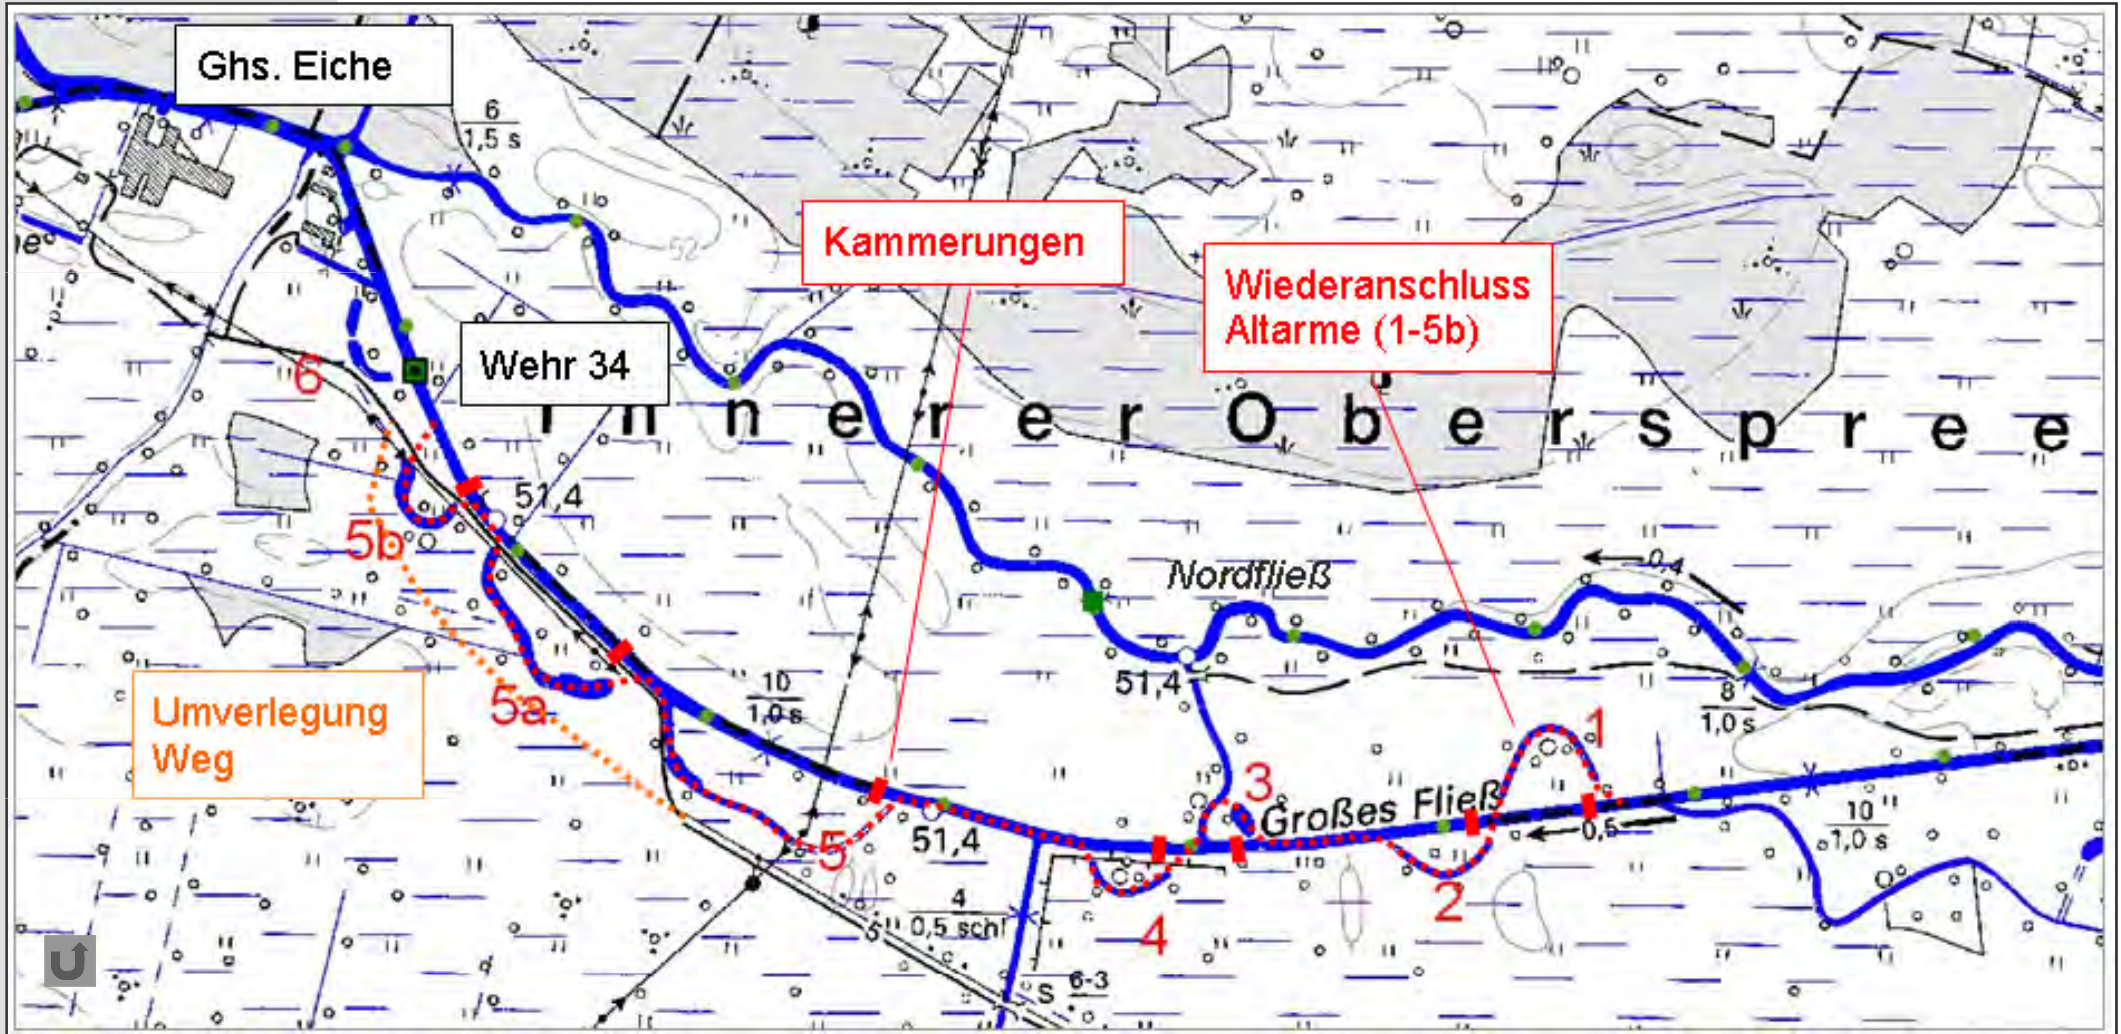 Ghs. Eiche
6
1,5 s
52
Kammerungen
Wiederanschluss
Altarme (1-5b)
Wehr 34
6
I n n e r e r O b e r s p r e e
51,4
5b
Nordfließ
0,4
51,4
10
1,0 s
8
1,0 s
5a
Umverlegung
Weg
1
3
Großes Fließ
0,5
10
1,0 s
5
51,4
2
4
4
0,5 schl
5
S
6-3